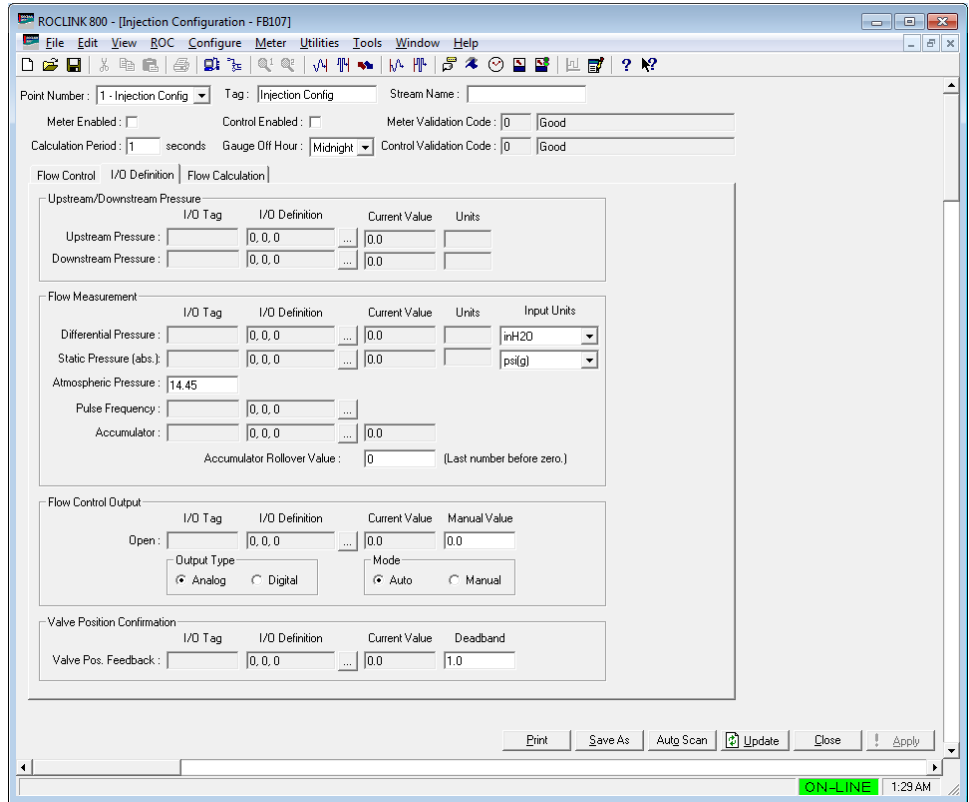 ROCLINK 800 - [Injection Configuration - FB107]
File Edit View ROC Configure Meter Utilities Tools Window Help
Point Number : 1 - Injection Config Tag : Injection Config Stream Name :
Meter Enabled : Control Enabled : Meter Validation Code : 0 Good
Calculation Period : 1 seconds Gauge Off Hour : Midnight Control Validation Code : 0 Good
Flow Control I/O Definition Flow Calculation
Upstream/Downstream Pressure
I/O Tag I/O Definition Current Value Units
Upstream Pressure : 0, 0, 0 ... 0.0
Downstream Pressure : 0, 0, 0 ... 0.0
Flow Measurement
I/O Tag I/O Definition Current Value Units Input Units
Differential Pressure : 0, 0, 0 ... 0.0 inH2O
Static Pressure (abs.): 0, 0, 0 ... 0.0 psi(g)
Atmospheric Pressure : 14.45
Pulse Frequency : 0, 0, 0 ...
Accumulator : 0, 0, 0 ... 0.0
Accumulator Rollover Value : 0 (Last number before zero.)
Flow Control Output
I/O Tag I/O Definition Current Value Manual Value
Open : 0, 0, 0 ... 0.0 0.0
Output Type Mode
Analog Digital Auto Manual
Valve Position Confirmation
I/O Tag I/O Definition Current Value Deadband
Valve Pos. Feedback : 0, 0, 0 ... 0.0 1.0
Print Save As Auto Scan Update Close ! Apply
ON-LINE 1:29 AM